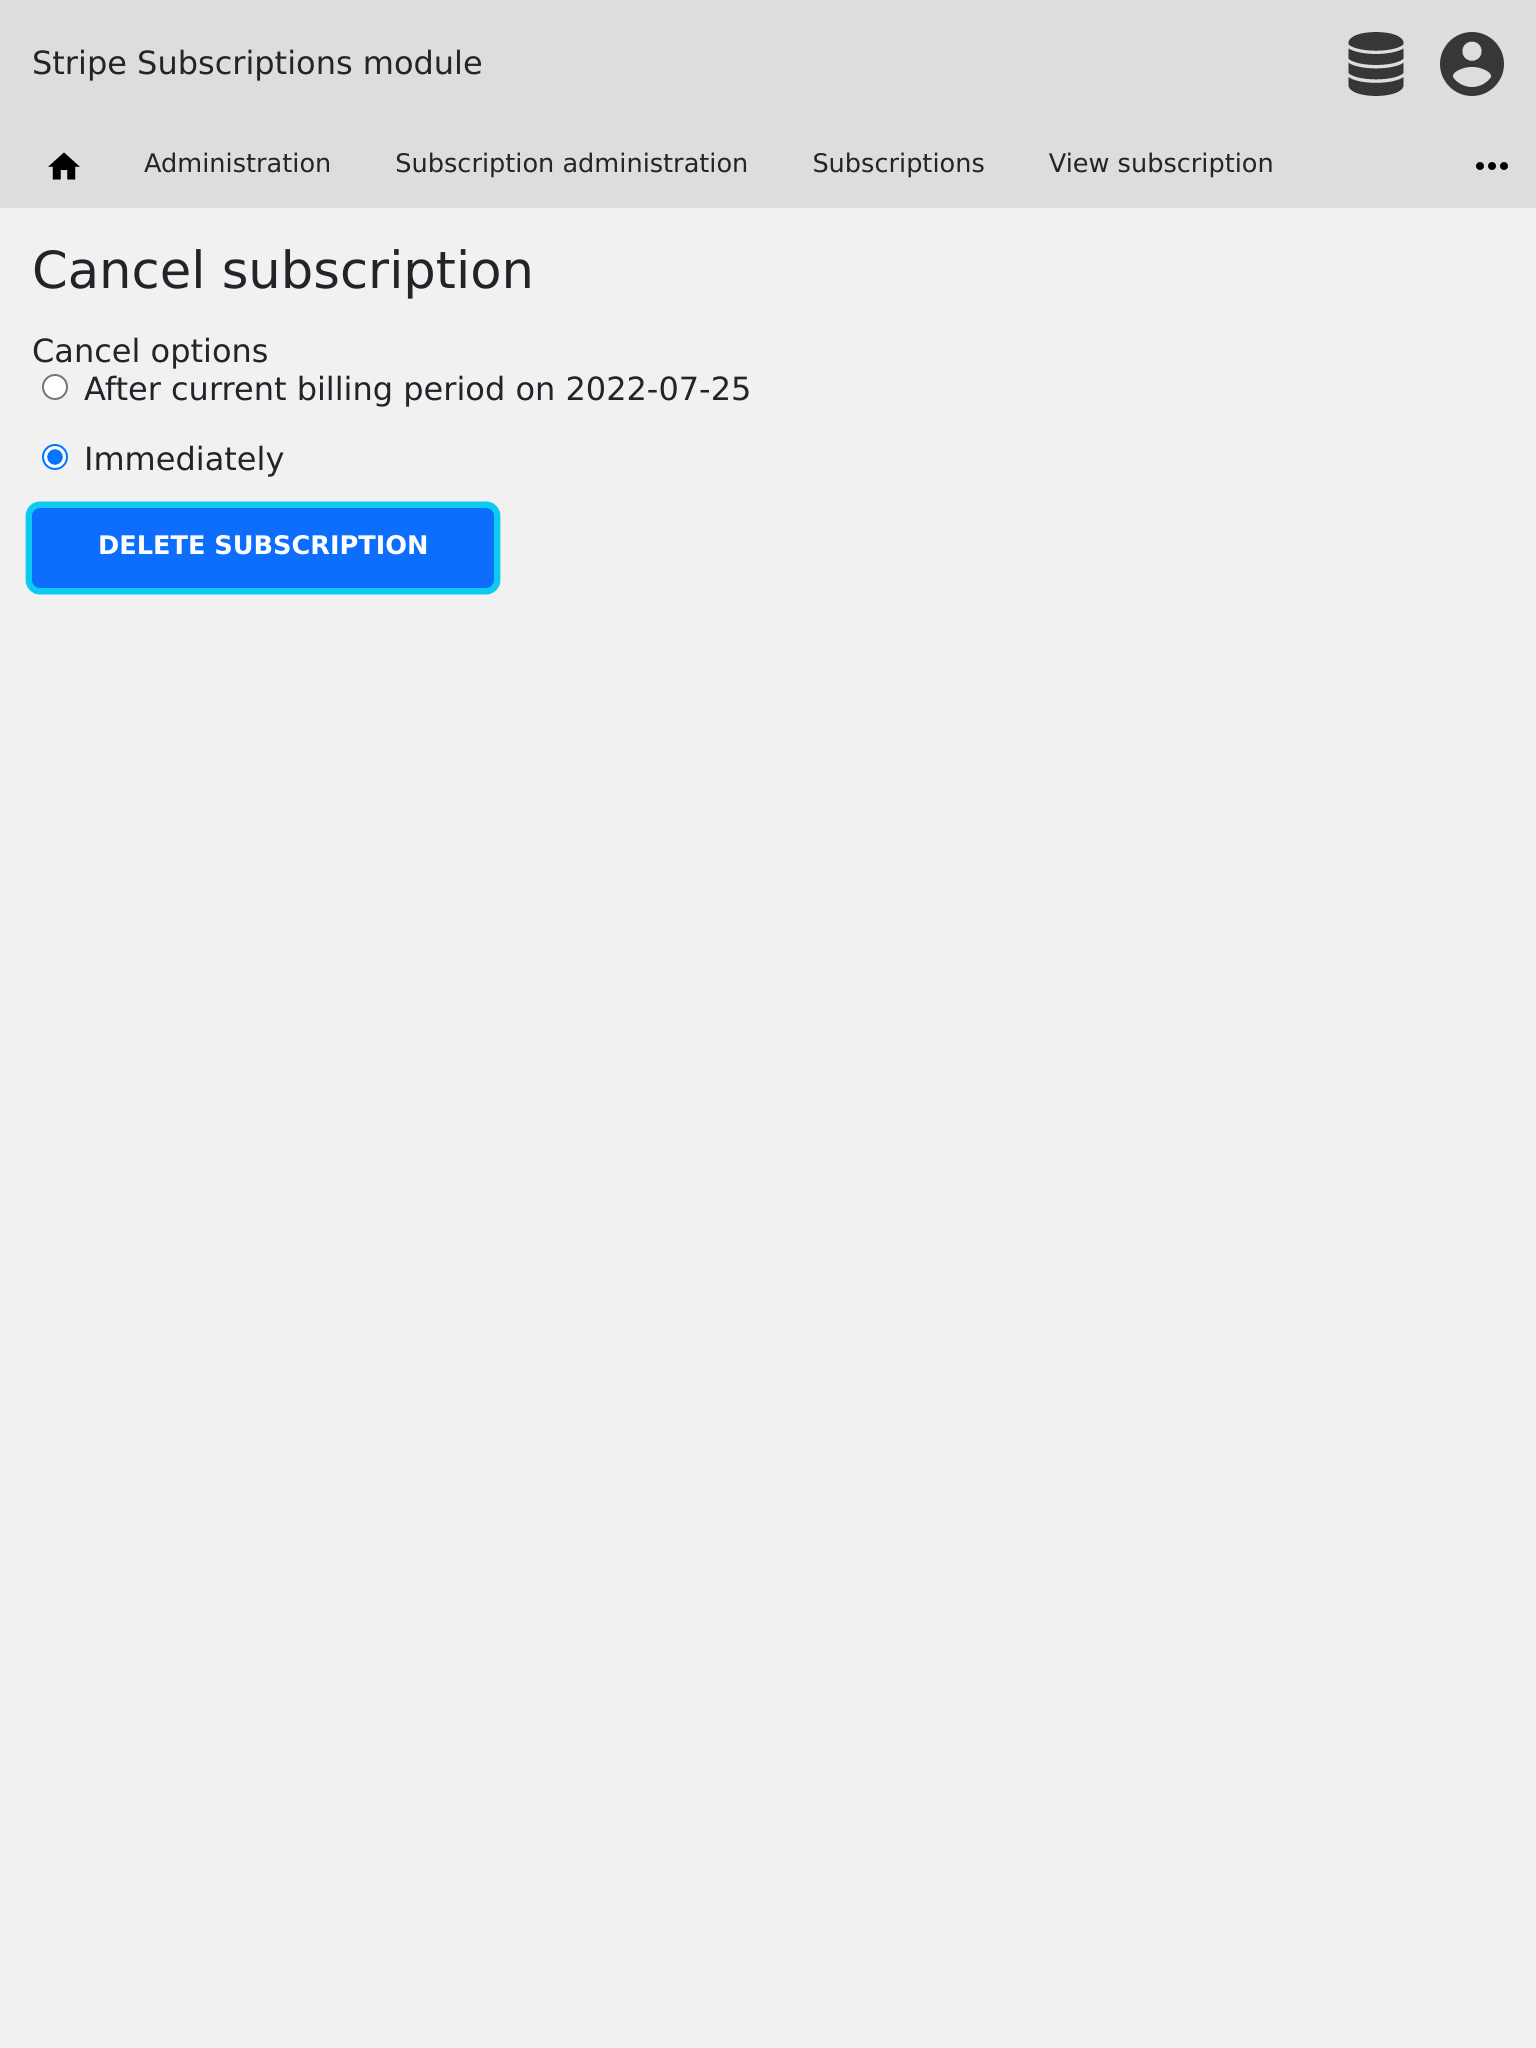 Stripe Subscriptions module
Administration Subscription administration Subscriptions View subscription
Cancel subscription
Cancel options
After current billing period on 2022-07-25
Immediately
DELETE SUBSCRIPTION